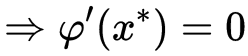 ⇒ φ′(x*) = 0